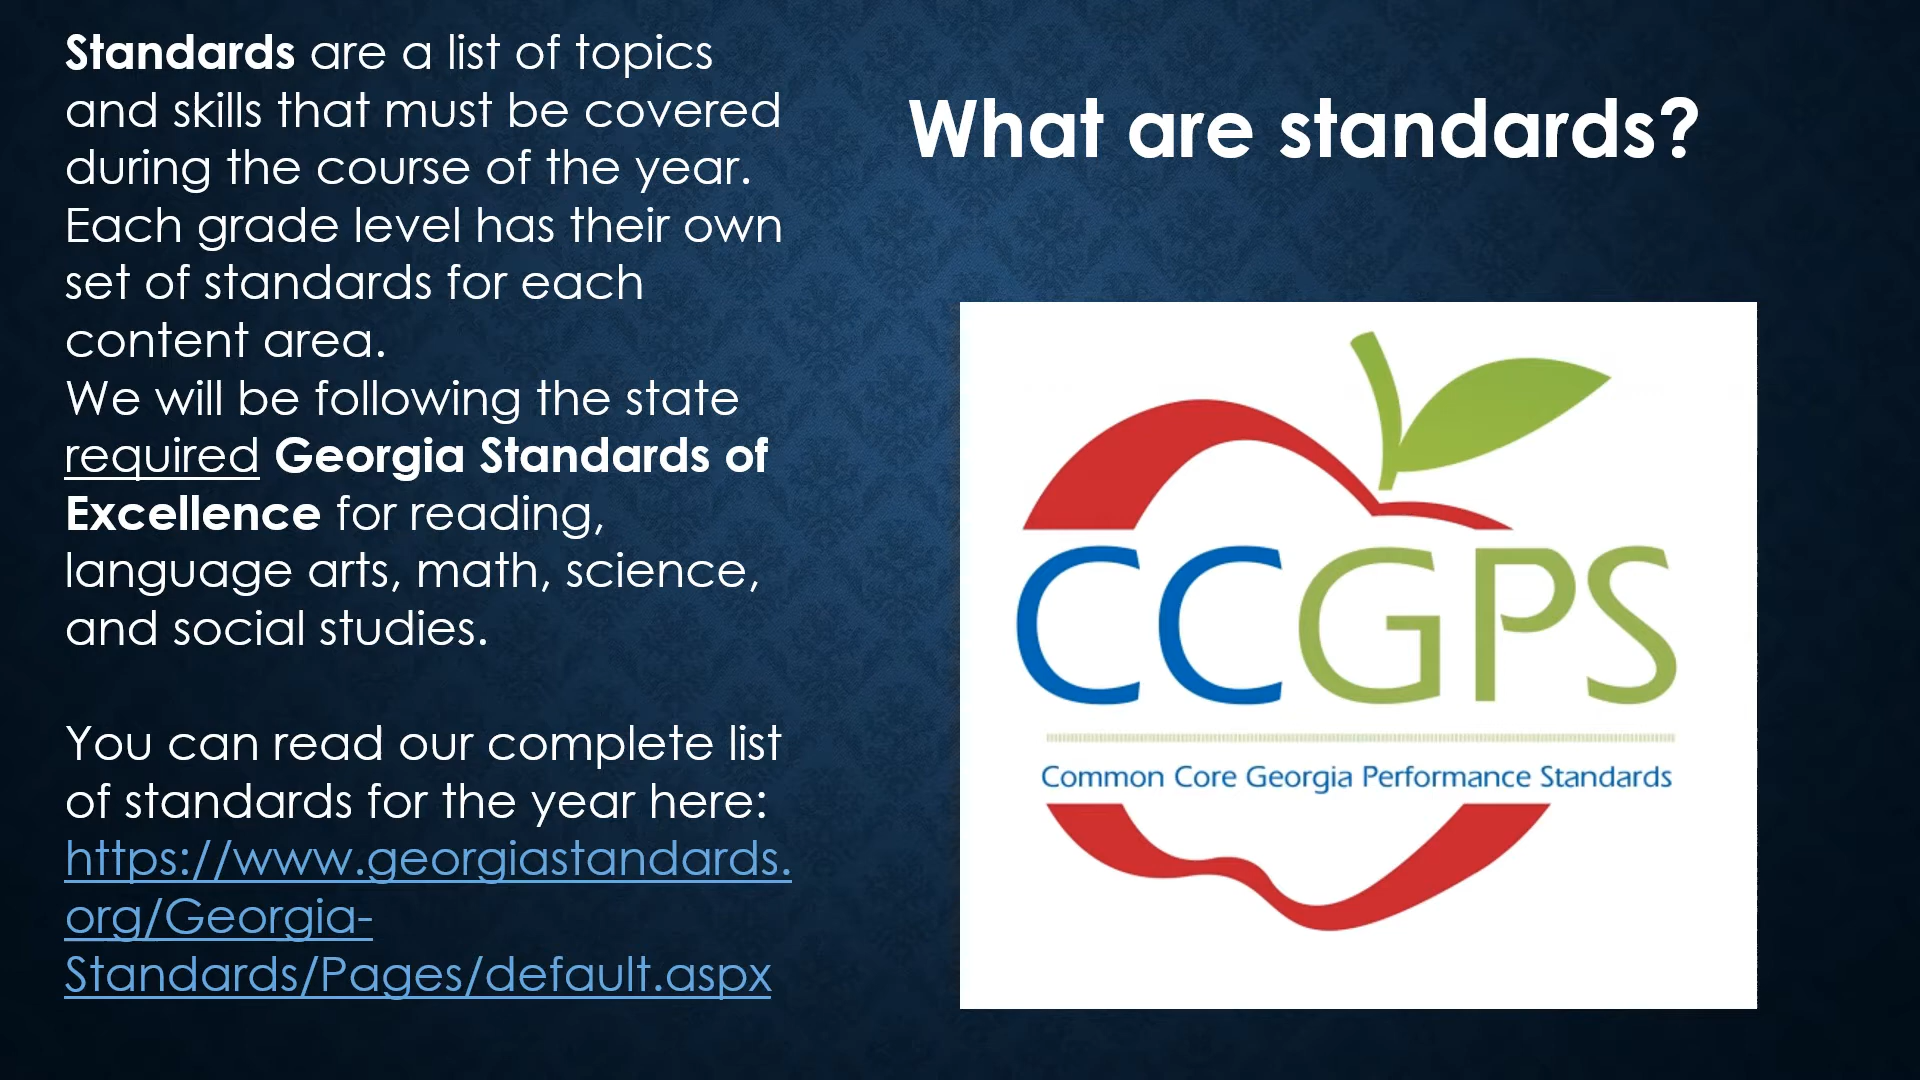 Standards are a list of topics
and skills that must be covered
during the course of the year.
Each grade level has their own
set of standards for each
content area.
We will be following the state
required Georgia Standards of
Excellence for reading,
language arts, math, science,
and social studies.
You can read our complete list
of standards for the year here:
https://www.georgiastandards.
org/Georgia-
Standards/Pages/default.aspx
What are standards?
CCGPS
Common Core Georgia Performance Standards